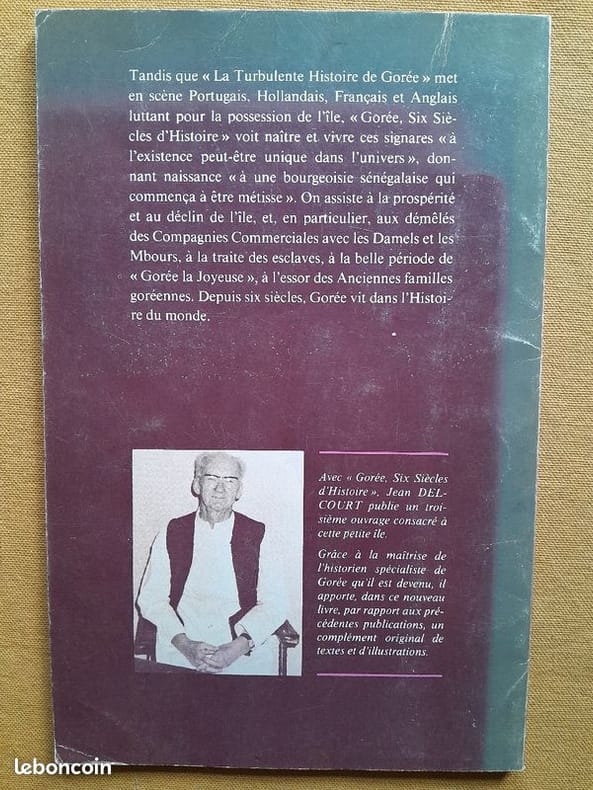 Tandis que « La Turbulente Histoire de Gorée » met
en scène Portugais, Hollandais, Français et Anglais
luttant pour la possession de l'île, « Gorée, Six Siè-
cles d'Histoire » voit naître et vivre ces signares « à
l'existence peut-être unique dans l'univers », don-
nant naissance « à une bourgeoisie sénégalaise qui
commença à être métisse ». On assiste à la prospérité
et au déclin de l'île, et, en particulier, aux démêlés
des Compagnies Commerciales avec les Damels et les
Mbours, à la traite des esclaves, à la belle période de
« Gorée la Joyeuse », à l'essor des Anciennes familles
goréennes. Depuis six siècles, Gorée vit dans l'Histoi-
re du monde.
Avec « Gorée, Six Siècles
d'Histoire », Jean DEL-
COURT publie un troi-
sième ouvrage consacré à
cette petite île.
Grâce à la maîtrise de
l'historien spécialiste de
Gorée qu'il est devenu, il
apporte, dans ce nouveau
livre, par rapport aux pré-
cédentes publications, un
complément original de
textes et d'illustrations.
leboncoin